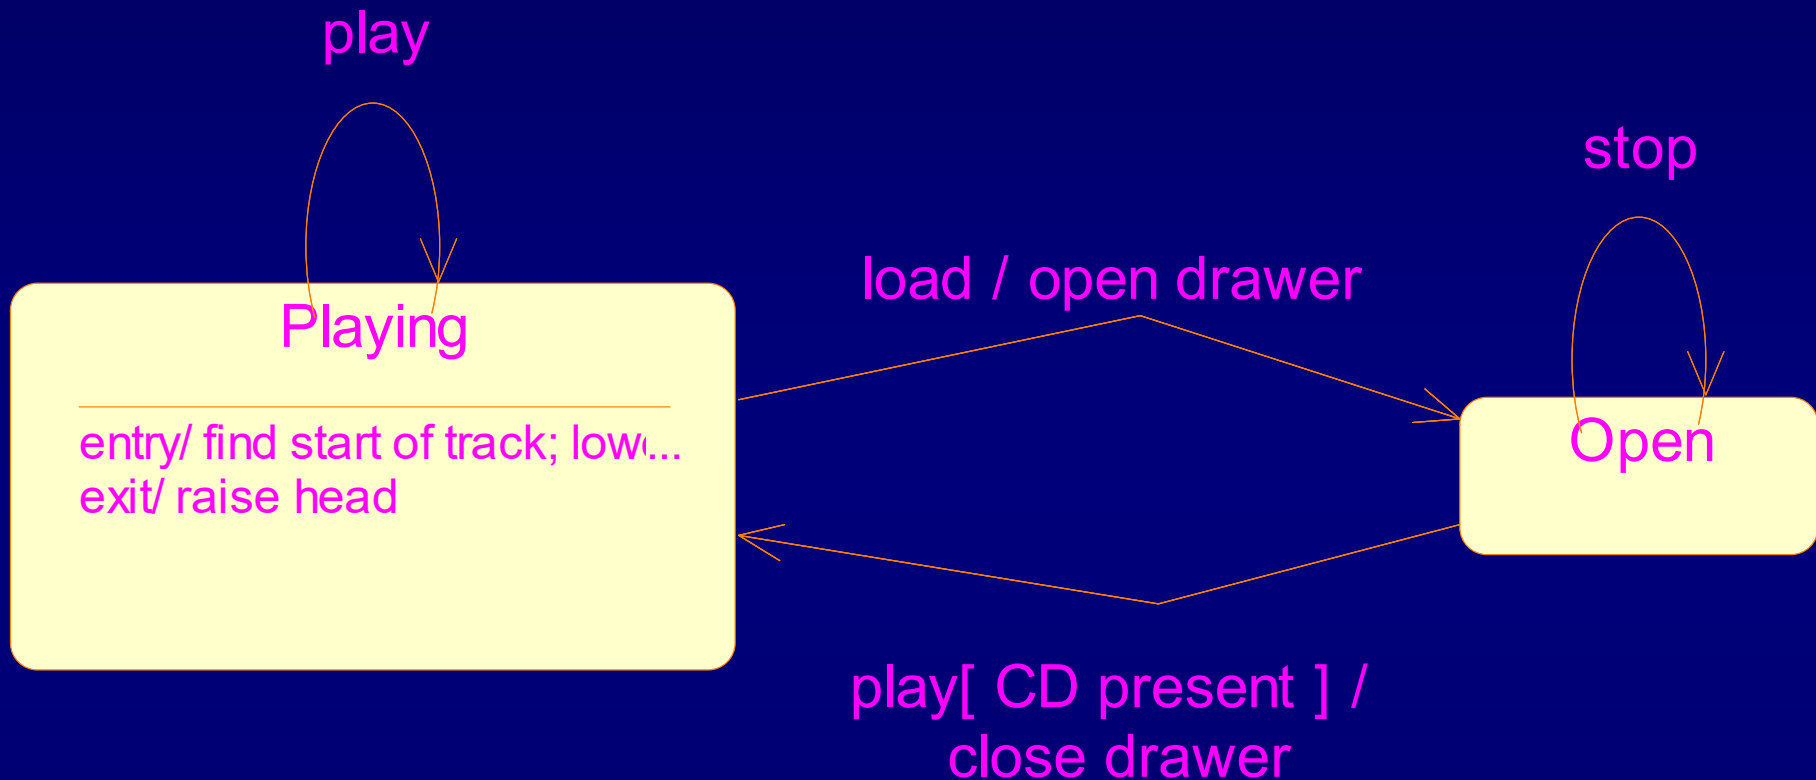 play
stop
load / open drawer
Playing
entry/ find start of track; low...
exit/ raise head
Open
play[ CD present ] /
close drawer